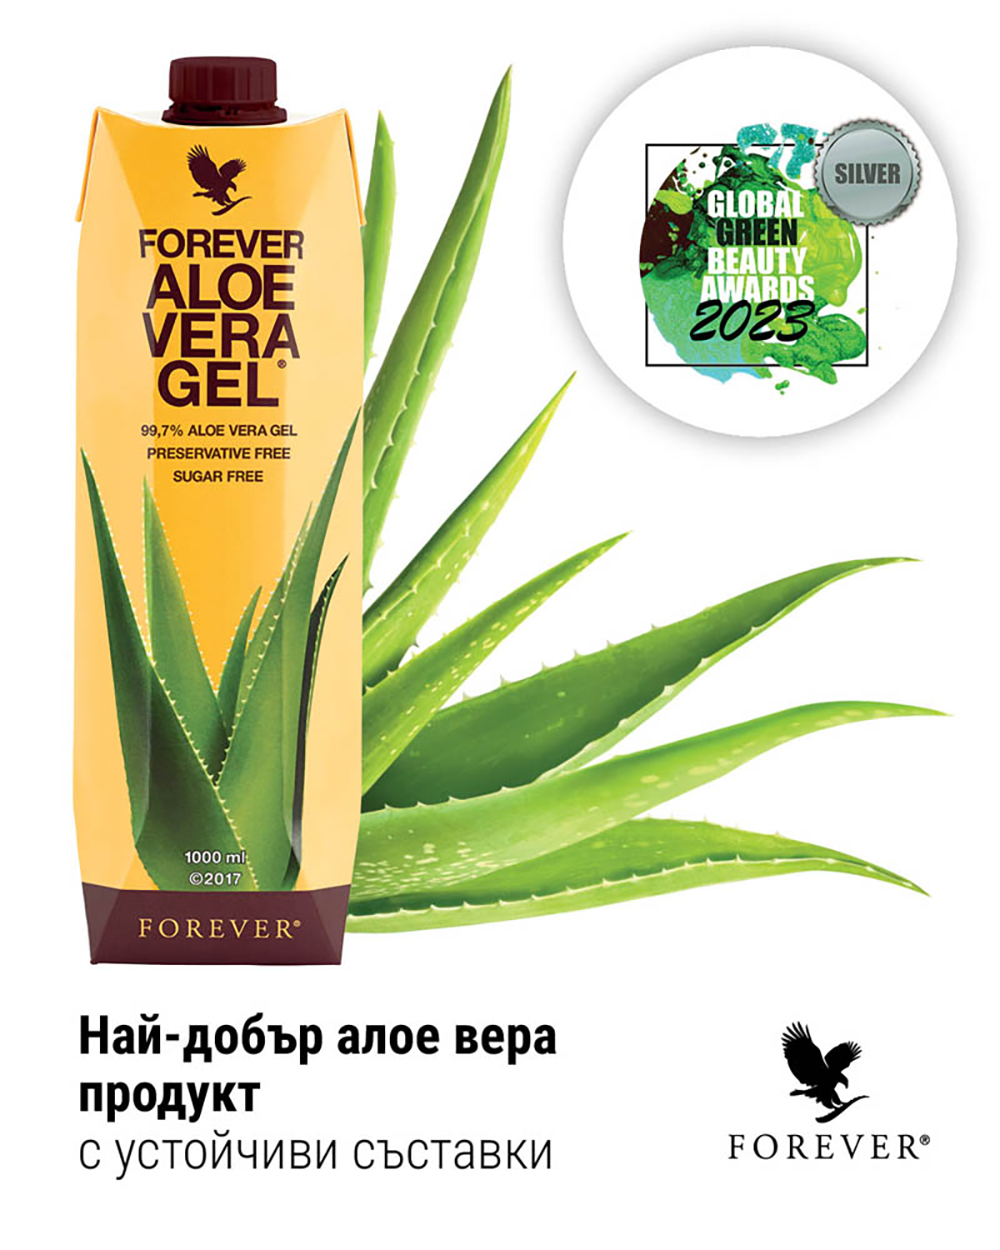 FOREVER
ALOE
VERA
GEL®
99,7% ALOE VERA GEL
PRESERVATIVE FREE
SUGAR FREE
1000 ml
©2017
FOREVER®
SILVER
GLOBAL
GREEN
BEAUTY
AWARDS
2023
Най-добър алое вера
продукт
с устойчиви съставки
FOREVER®